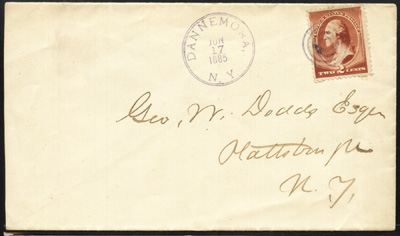 DANNEMORA,
JUN
17
1885
N. Y.
TWO CENTS
Geo, W. Dodds Esqr
Plattsburgh
N. Y.